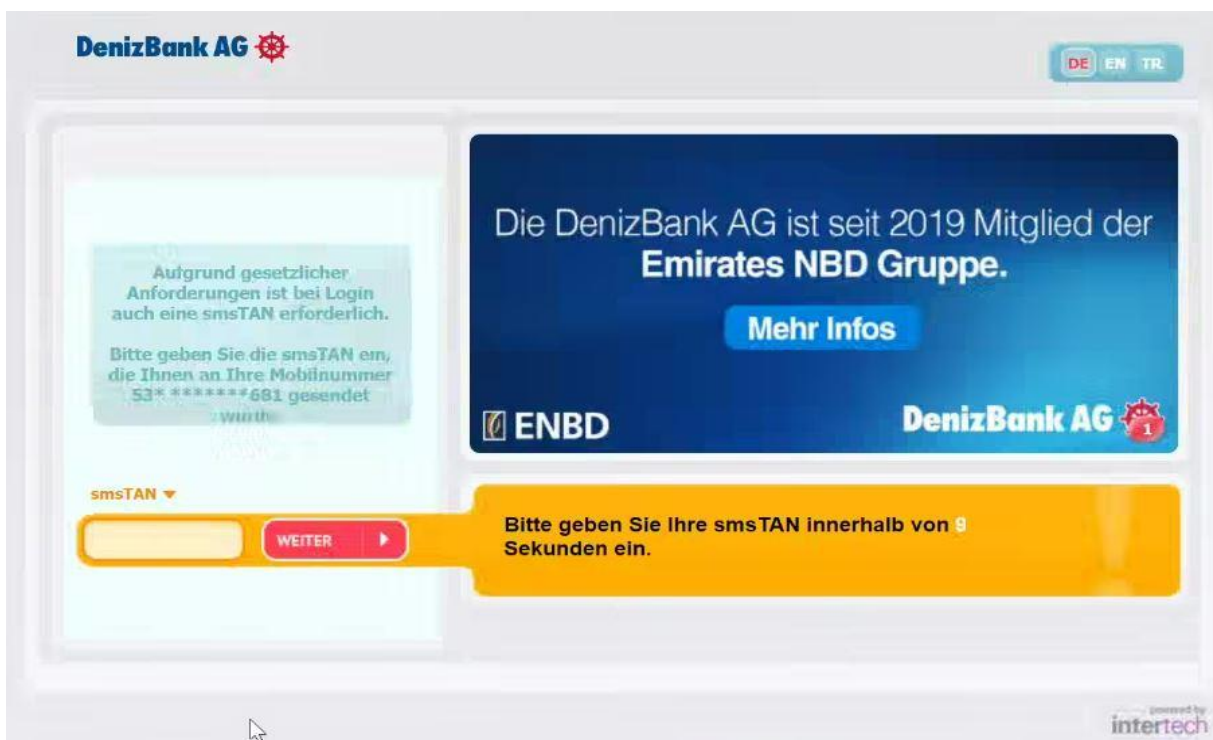 DenizBank AG
DE EN TR
Aufgrund gesetzlicher
Anforderungen ist bei Login
auch eine smsTAN erforderlich.
Bitte geben Sie die smsTAN ein,
die Ihnen an Ihre Mobilnummer
53* *******681 gesendet
wurde
smsTAN
WEITER
Die DenizBank AG ist seit 2019 Mitglied der
Emirates NBD Gruppe.
Mehr Infos
ENBD
DenizBank AG
1
Bitte geben Sie Ihre smsTAN innerhalb von 9
Sekunden ein.
powered by
intertech